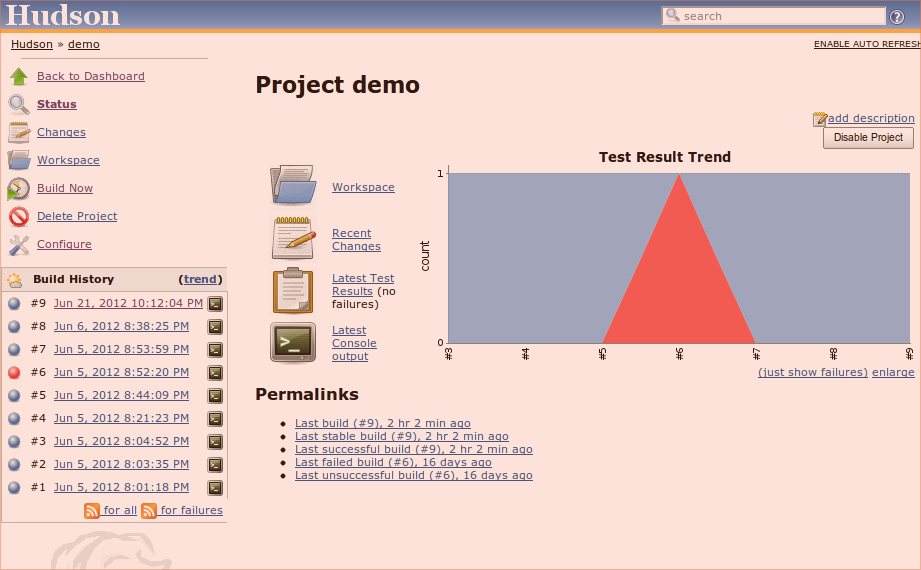 Hudson
search
Hudson » demo
ENABLE AUTO REFRESH
Back to Dashboard
Status
Changes
Workspace
Build Now
Delete Project
Configure
Build History (trend)
#9 Jun 21, 2012 10:12:04 PM
#8 Jun 6, 2012 8:38:25 PM
#7 Jun 5, 2012 8:53:59 PM
#6 Jun 5, 2012 8:52:20 PM
#5 Jun 5, 2012 8:44:09 PM
#4 Jun 5, 2012 8:21:23 PM
#3 Jun 5, 2012 8:04:52 PM
#2 Jun 5, 2012 8:03:35 PM
#1 Jun 5, 2012 8:01:18 PM
for all for failures
Project demo
add description
Disable Project
Workspace
Recent
Changes
Latest Test
Results (no
failures)
Latest
Console
output
Test Result Trend
count
1
0
#3 #4 #5 #6 #7 #8 #9
(just show failures) enlarge
Permalinks
Last build (#9), 2 hr 2 min ago
Last stable build (#9), 2 hr 2 min ago
Last successful build (#9), 2 hr 2 min ago
Last failed build (#6), 16 days ago
Last unsuccessful build (#6), 16 days ago